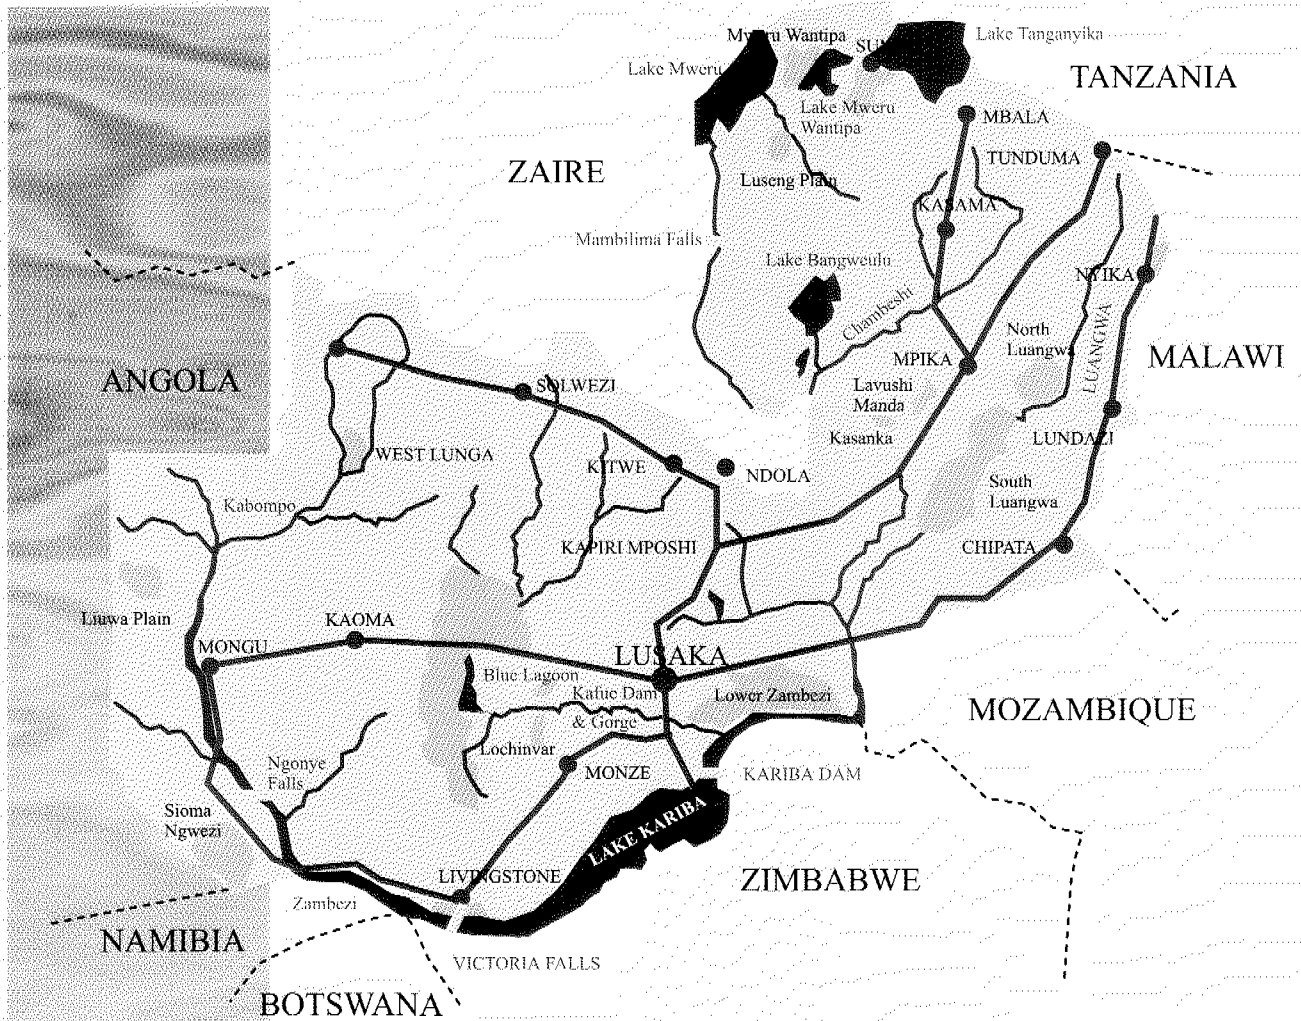 Mweru Wantipa
Lake Tanganyika
Lake Mweru
TANZANIA
Lake Mweru
Wantipa
MBALA
TUNDUMA
ZAIRE
Luseng Plain
KASAMA
Mambilima Falls
Lake Bangweulu
NYIKA
Chambeshi
LUANGWA
North
Luangwa
MALAWI
MPIKA
ANGOLA
SOLWEZI
Lavushi
Manda
Kasanka
LUNDAZI
WEST LUNGA
KITWE
NDOLA
South
Luangwa
Kabompo
KAPIRI MPOSHI
CHIPATA
Liuwa Plain
KAOMA
MONGU
LUSAKA
Blue Lagoon
Kafue Dam
& Gorge
Lower Zambezi
MOZAMBIQUE
Lochinvar
Ngonye
Falls
MONZE
KARIBA DAM
Sioma
Ngwezi
LAKE KARIBA
LIVINGSTONE
ZIMBABWE
Zambezi
NAMIBIA
VICTORIA FALLS
BOTSWANA